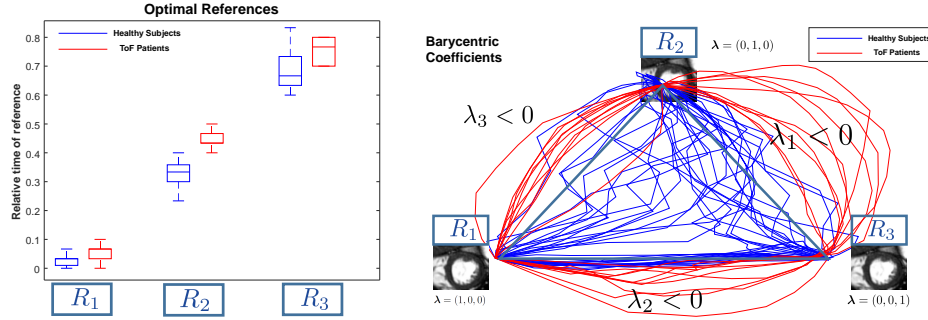 Optimal References
Healthy Subjects
ToF Patients
Relative time of reference
0.8
0.7
0.6
0.5
0.4
0.3
0.2
0.1
0
R₁
R₂
R₃
Barycentric
Coefficients
R₂
λ = (0, 1, 0)
Healthy Subjects
ToF Patients
λ₃ < 0
λ₁ < 0
R₁
R₃
λ₂ < 0
λ = (1, 0, 0)
λ = (0, 0, 1)